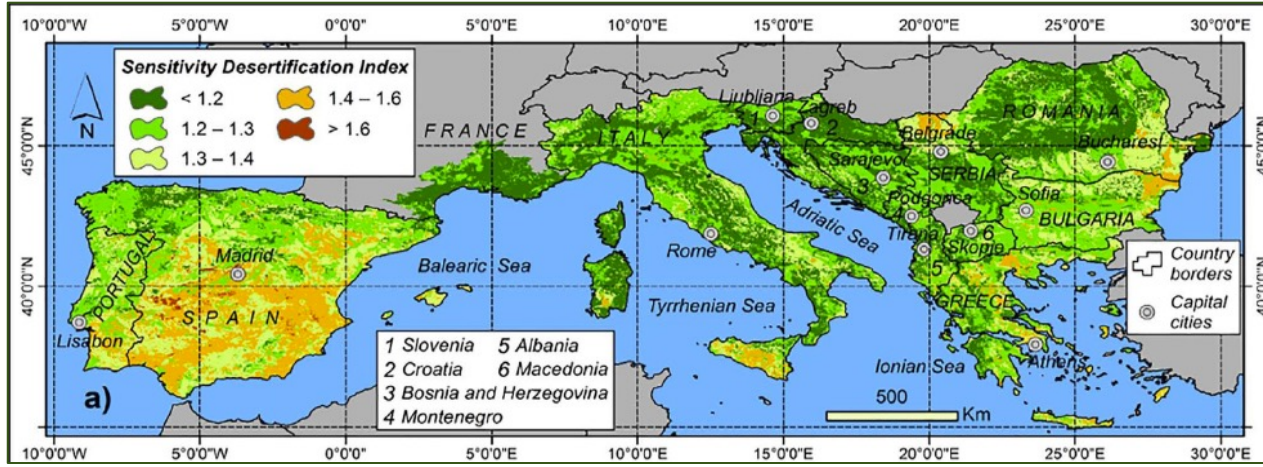 10°0'0"W 5°0'0"W 0°0'0" 5°0'0"E 10°0'0"E 15°0'0"E 20°0'0"E 25°0'0"E 30°0'0"E
Sensitivity Desertification Index
< 1.2
1.2 – 1.3
1.3 – 1.4
1.4 – 1.6
> 1.6
N
45°0'0"N
40°0'0"N
FRANCE
ITALY
Ljubljana
1
Zagreb
2
ROMANIA
Belgrade
Bucharest
Sarajevo
3
SERBIA
Podgorica
4
Sofia
BULGARIA
Tirana
5
Skopje
6
Adriatic Sea
Rome
PORTUGAL
Madrid
Balearic Sea
SPAIN
Lisabon
Tyrrhenian Sea
GREECE
Ionian Sea
Athens
Country borders
Capital cities
45°0'0"N
40°0'0"N
1 Slovenia
2 Croatia
3 Bosnia and Herzegovina
4 Montenegro
5 Albania
6 Macedonia
500
Km
a)
10°0'0"W 5°0'0"W 0°0'0" 5°0'0"E 10°0'0"E 15°0'0"E 20°0'0"E 25°0'0"E 30°0'0"E